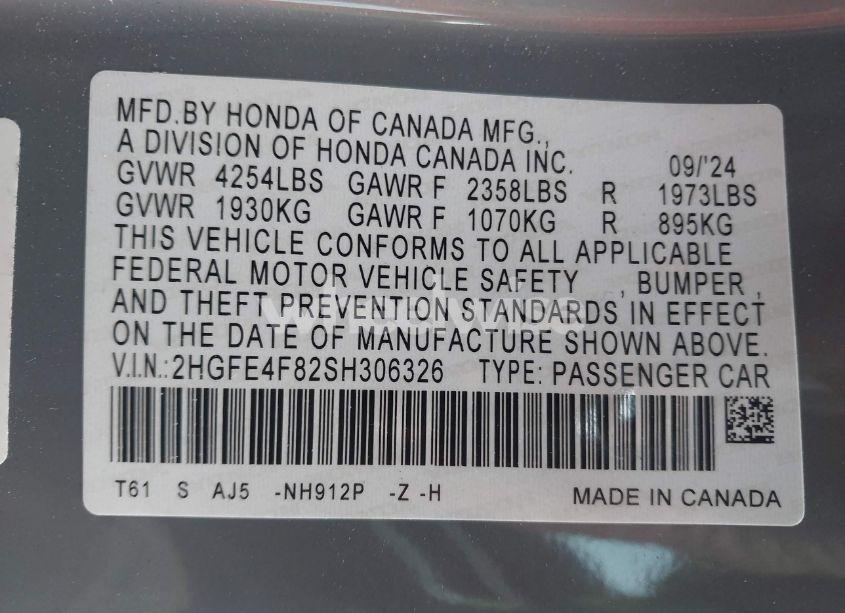 MFD.BY HONDA OF CANADA MFG.,
A DIVISION OF HONDA CANADA INC. 09/'24
GVWR 4254LBS GAWR F 2358LBS R 1973LBS
GVWR 1930KG GAWR F 1070KG R 895KG
THIS VEHICLE CONFORMS TO ALL APPLICABLE
FEDERAL MOTOR VEHICLE SAFETY , BUMPER ,
AND THEFT PREVENTION STANDARDS IN EFFECT
ON THE DATE OF MANUFACTURE SHOWN ABOVE.
V.I.N.:2HGFE4F82SH306326 TYPE: PASSENGER CAR
T61 S AJ5 -NH912P -Z -H MADE IN CANADA